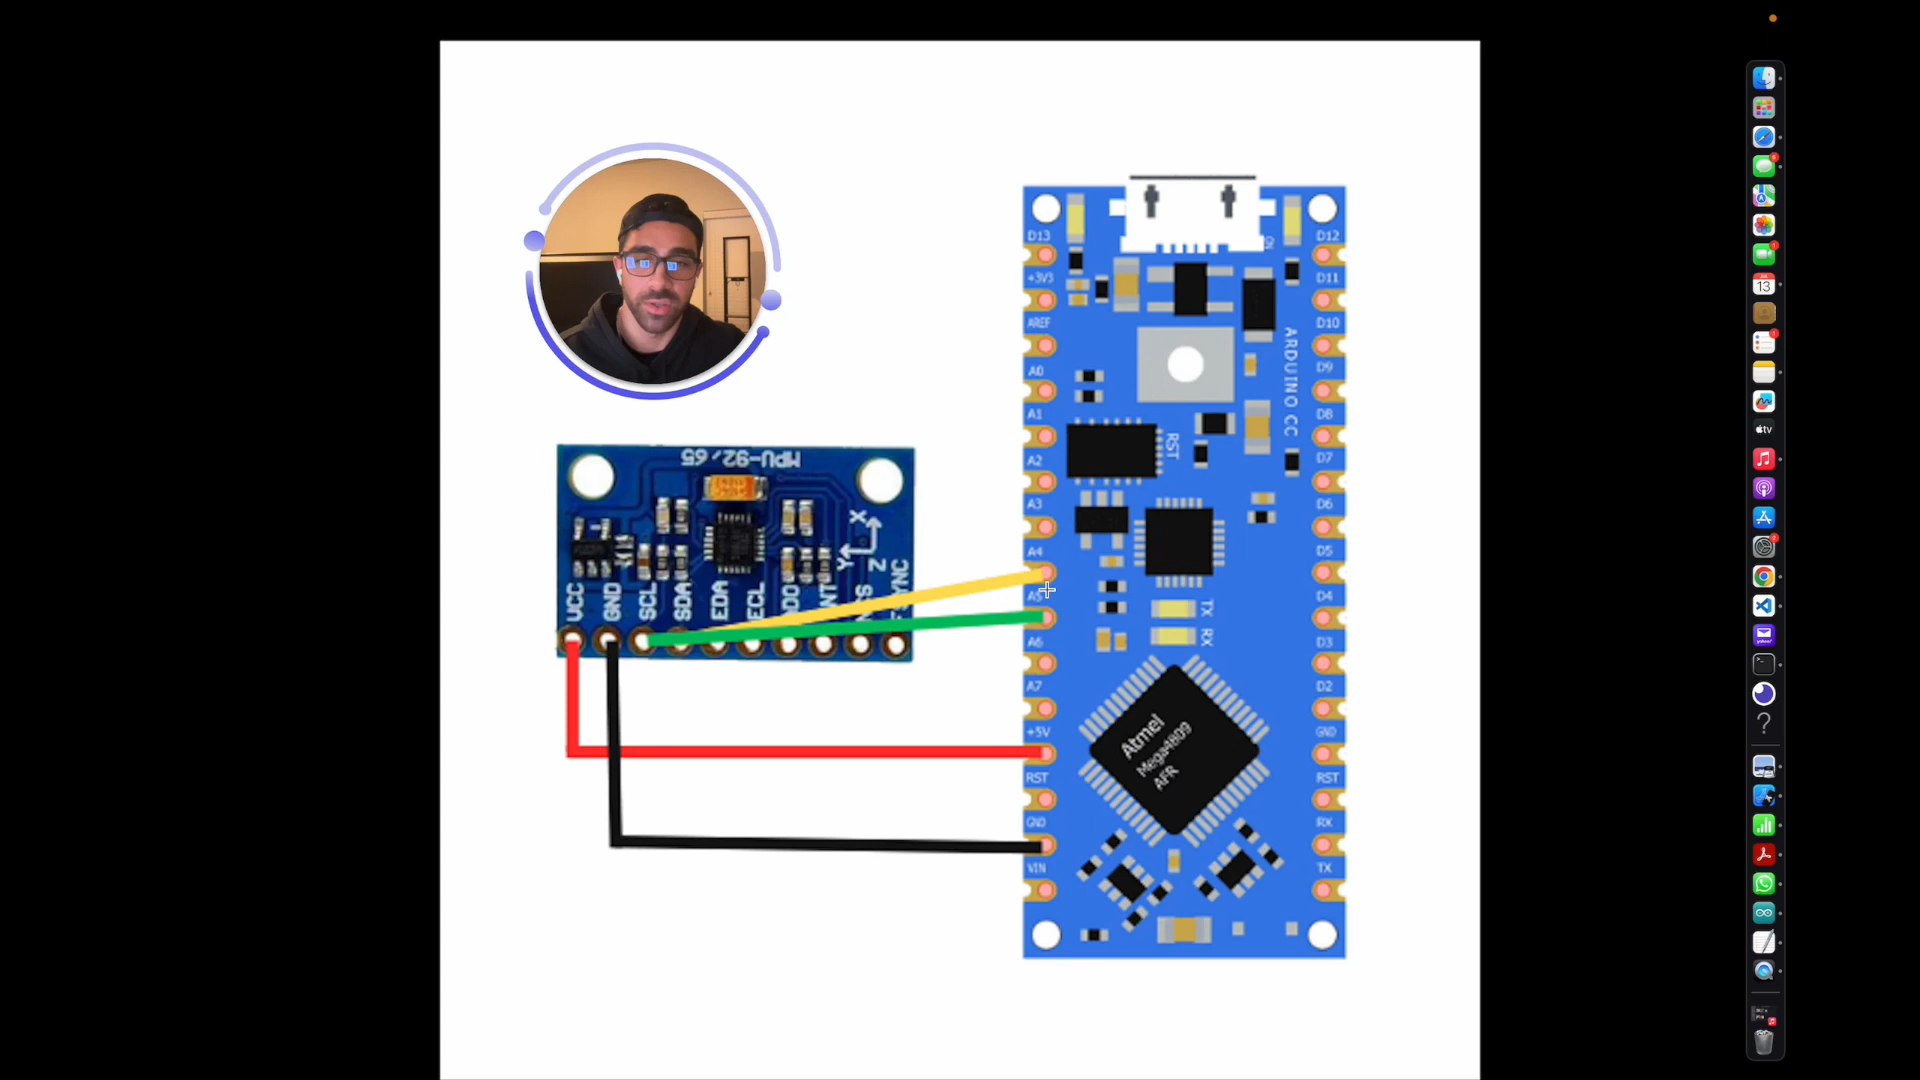 MPU-92/65
X
Y
Z
VCC
GND
SCL
SDA
EDA
ECL
D13
+3V3
AREF
A0
A1
A2
A3
A4
A5
A6
A7
+5V
RST
GND
VIN
RST
TX
RX
ARDUINO CC
Atmel
Mega4809
AFR
D12
D11
D10
D9
D8
D7
D6
D5
D4
D3
D2
GND
RST
RX
TX
13
tv